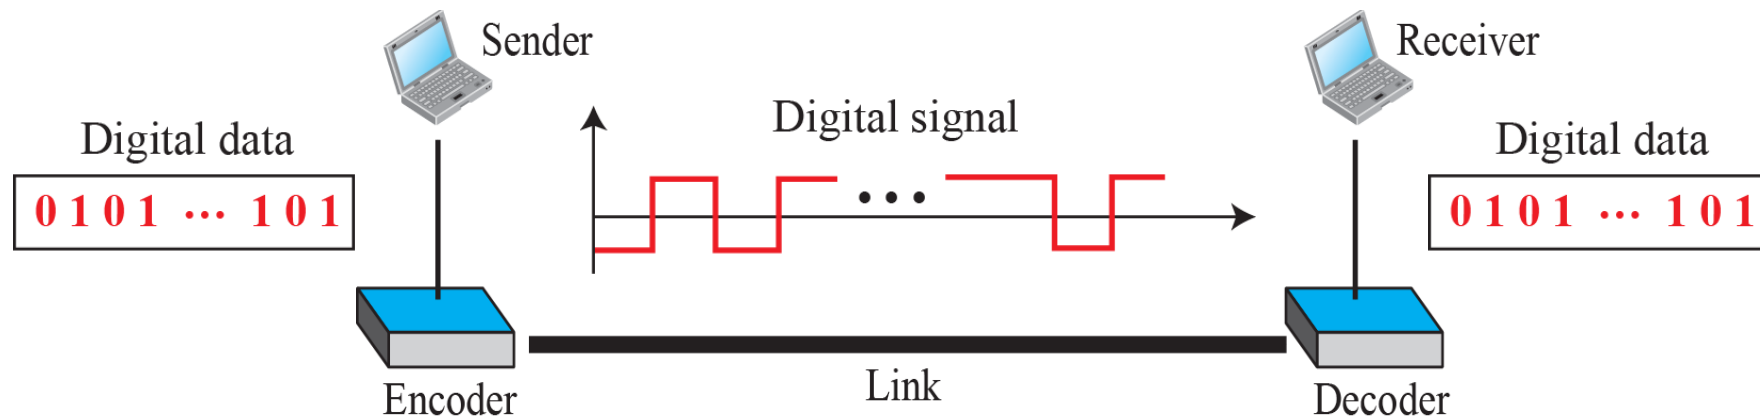 Sender
Receiver
Digital data
Digital signal
Digital data
0 1 0 1 ... 1 0 1
0 1 0 1 ... 1 0 1
Encoder
Link
Decoder